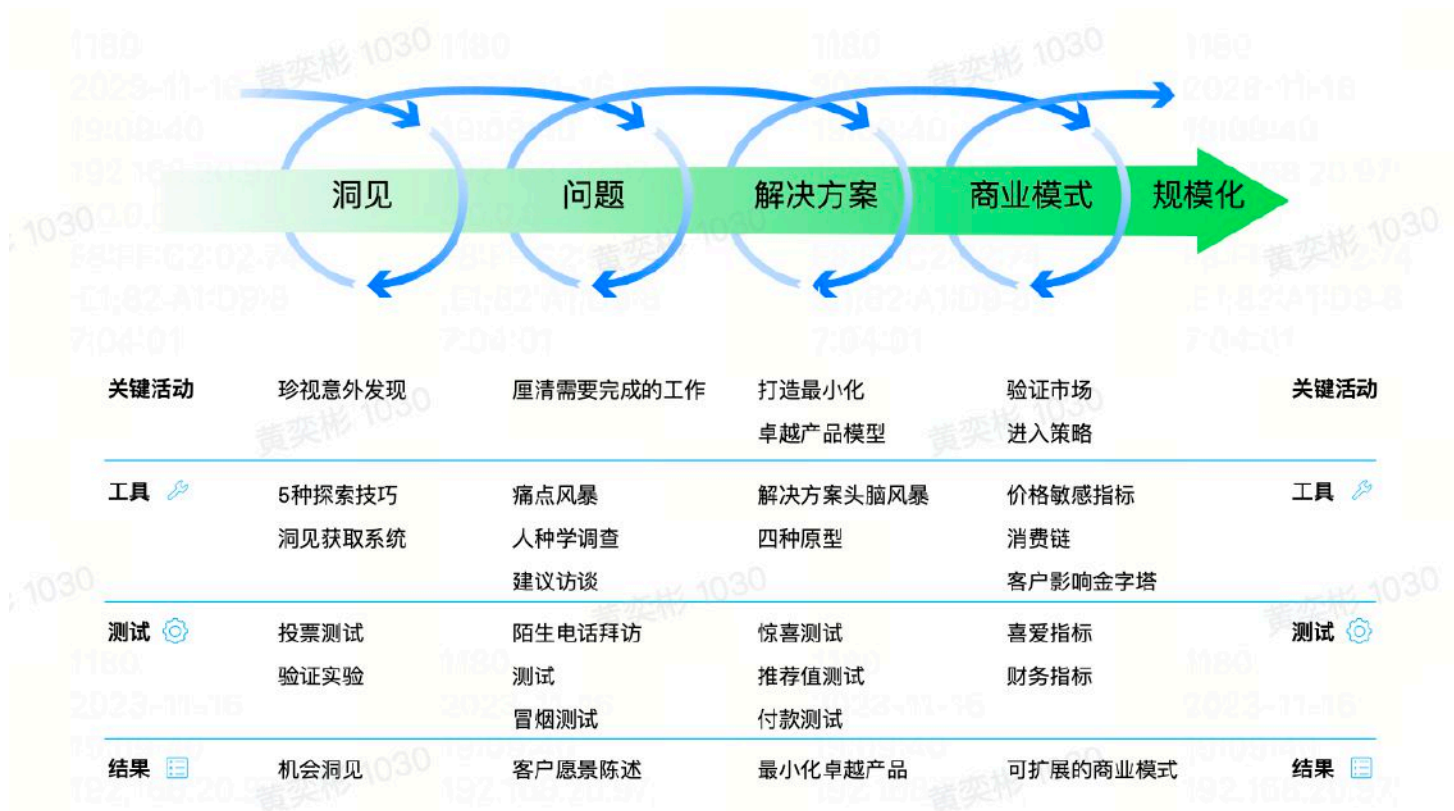 洞见 问题 解决方案 商业模式 规模化
关键活动 珍视意外发现 厘清需要完成的工作 打造最小化 验证市场 关键活动
卓越产品模型 进入策略
工具 5种探索技巧 痛点风暴 解决方案头脑风暴 价格敏感指标 工具
洞见获取系统 人种学调查 四种原型 消费链
建议访谈 客户影响金字塔
测试 投票测试 陌生电话拜访 惊喜测试 喜爱指标 测试
验证实验 测试 推荐值测试 财务指标
冒烟测试 付款测试
结果 机会洞见 客户愿景陈述 最小化卓越产品 可扩展的商业模式 结果
黄奕彬 1030